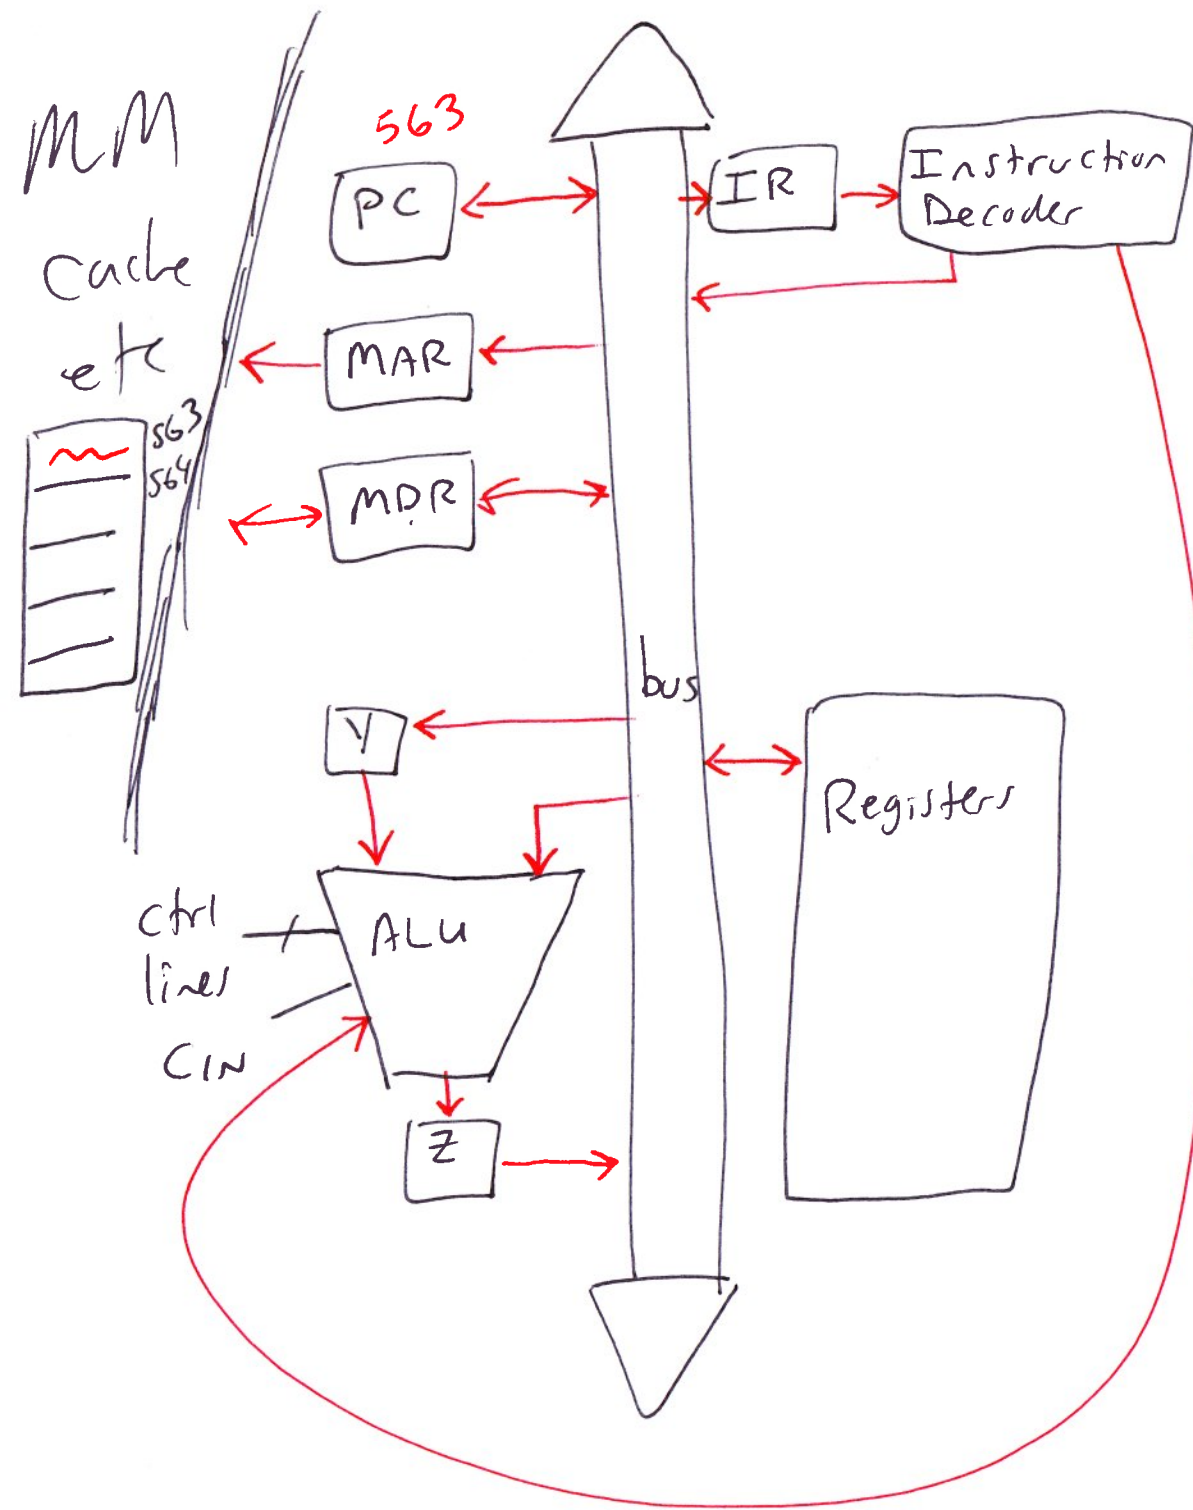 MM
cache
etc
563
564
563
PC
MAR
MDR
IR
Instruction
Decoder
bus
Y
ALU
ctrl
lines
CIN
Z
Registers